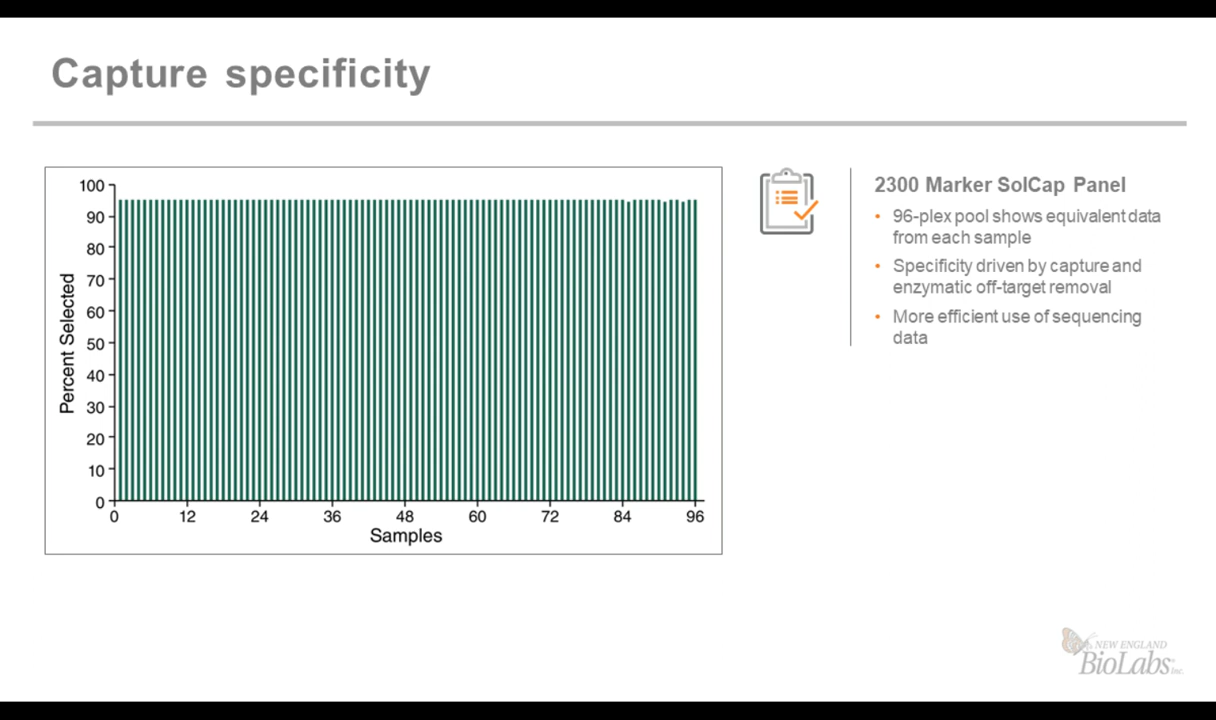 Capture specificity
100
90
80
70
60
50
40
30
20
10
0
Percent Selected
0 12 24 36 48 60 72 84 96
Samples
2300 Marker SolCap Panel
• 96-plex pool shows equivalent data
from each sample
• Specificity driven by capture and
enzymatic off-target removal
• More efficient use of sequencing
data
NEW ENGLAND
BioLabs Inc.